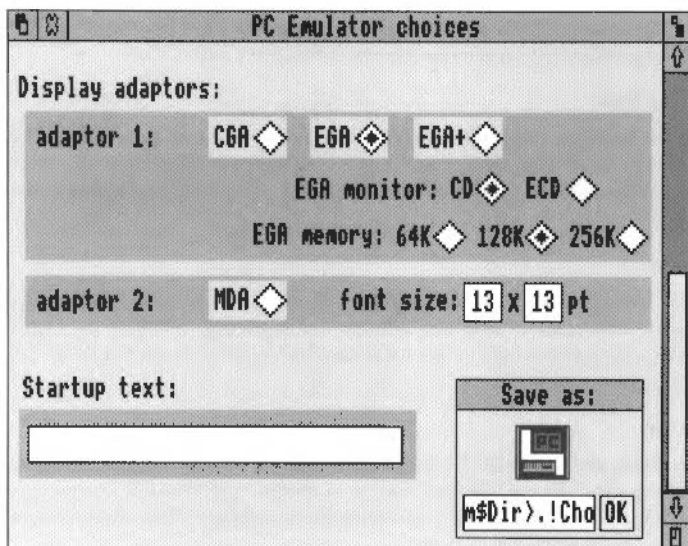 PC Emulator choices
Display adaptors:
adaptor 1: CGA EGA EGA+
EGA monitor: CD ECD
EGA memory: 64K 128K 256K
adaptor 2: MDA font size: 13 x 13 pt
Startup text:
Save as:
PC
m$Dir>.!Cho OK